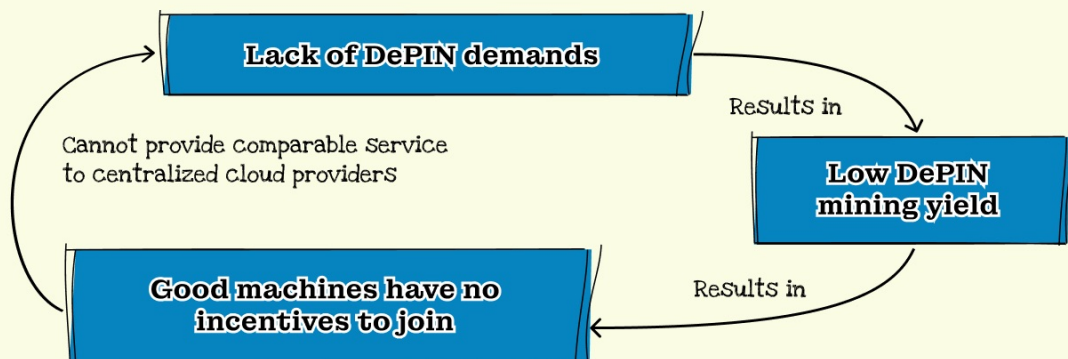 Lack of DePIN demands
Results in
Cannot provide comparable service
to centralized cloud providers
Low DePIN
mining yield
Good machines have no
incentives to join
Results in